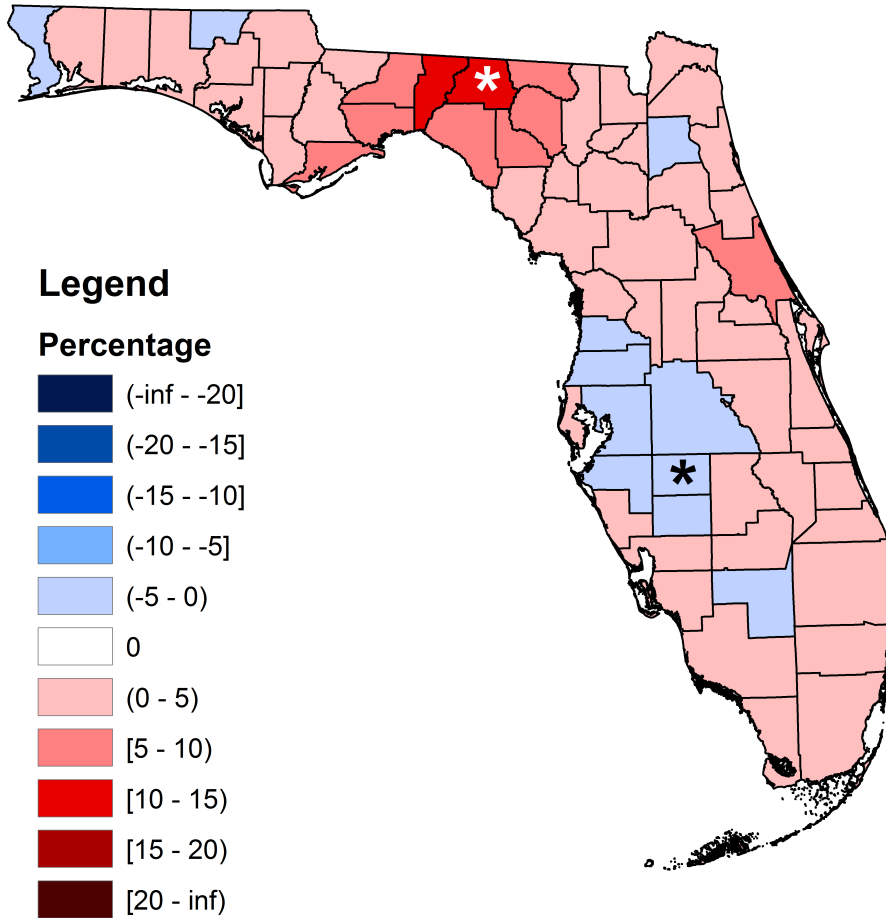 *
*
Legend
Percentage
(-inf - -20]
(-20 - -15]
(-15 - -10]
(-10 - -5]
(-5 - 0)
0
(0 - 5)
[5 - 10)
[10 - 15)
[15 - 20)
[20 - inf)